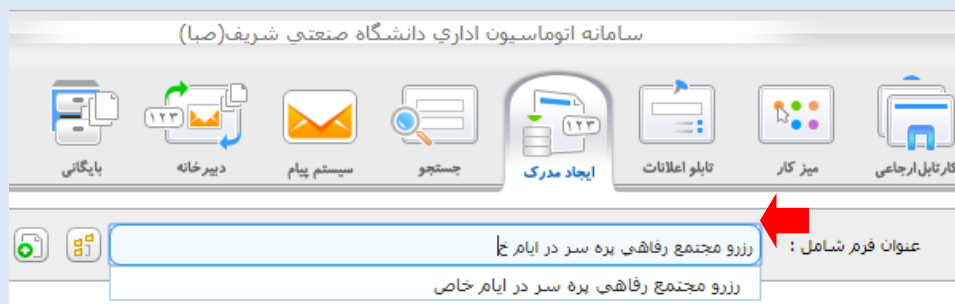 سامانه اتوماسیون اداري دانشگاه صنعتي شریف(صبا)
کارتابل ارجاعی
میز کار
تابلو اعلانات
ایجاد مدرک
۱۲۳
جستجو
سیستم پیام
دبیرخانه
۱۲۳
بایگانی
عنوان فرم شامل :
رزرو مجتمع رفاهي پره سر در ايام خ
رزرو مجتمع رفاهي پره سر در ايام خاص